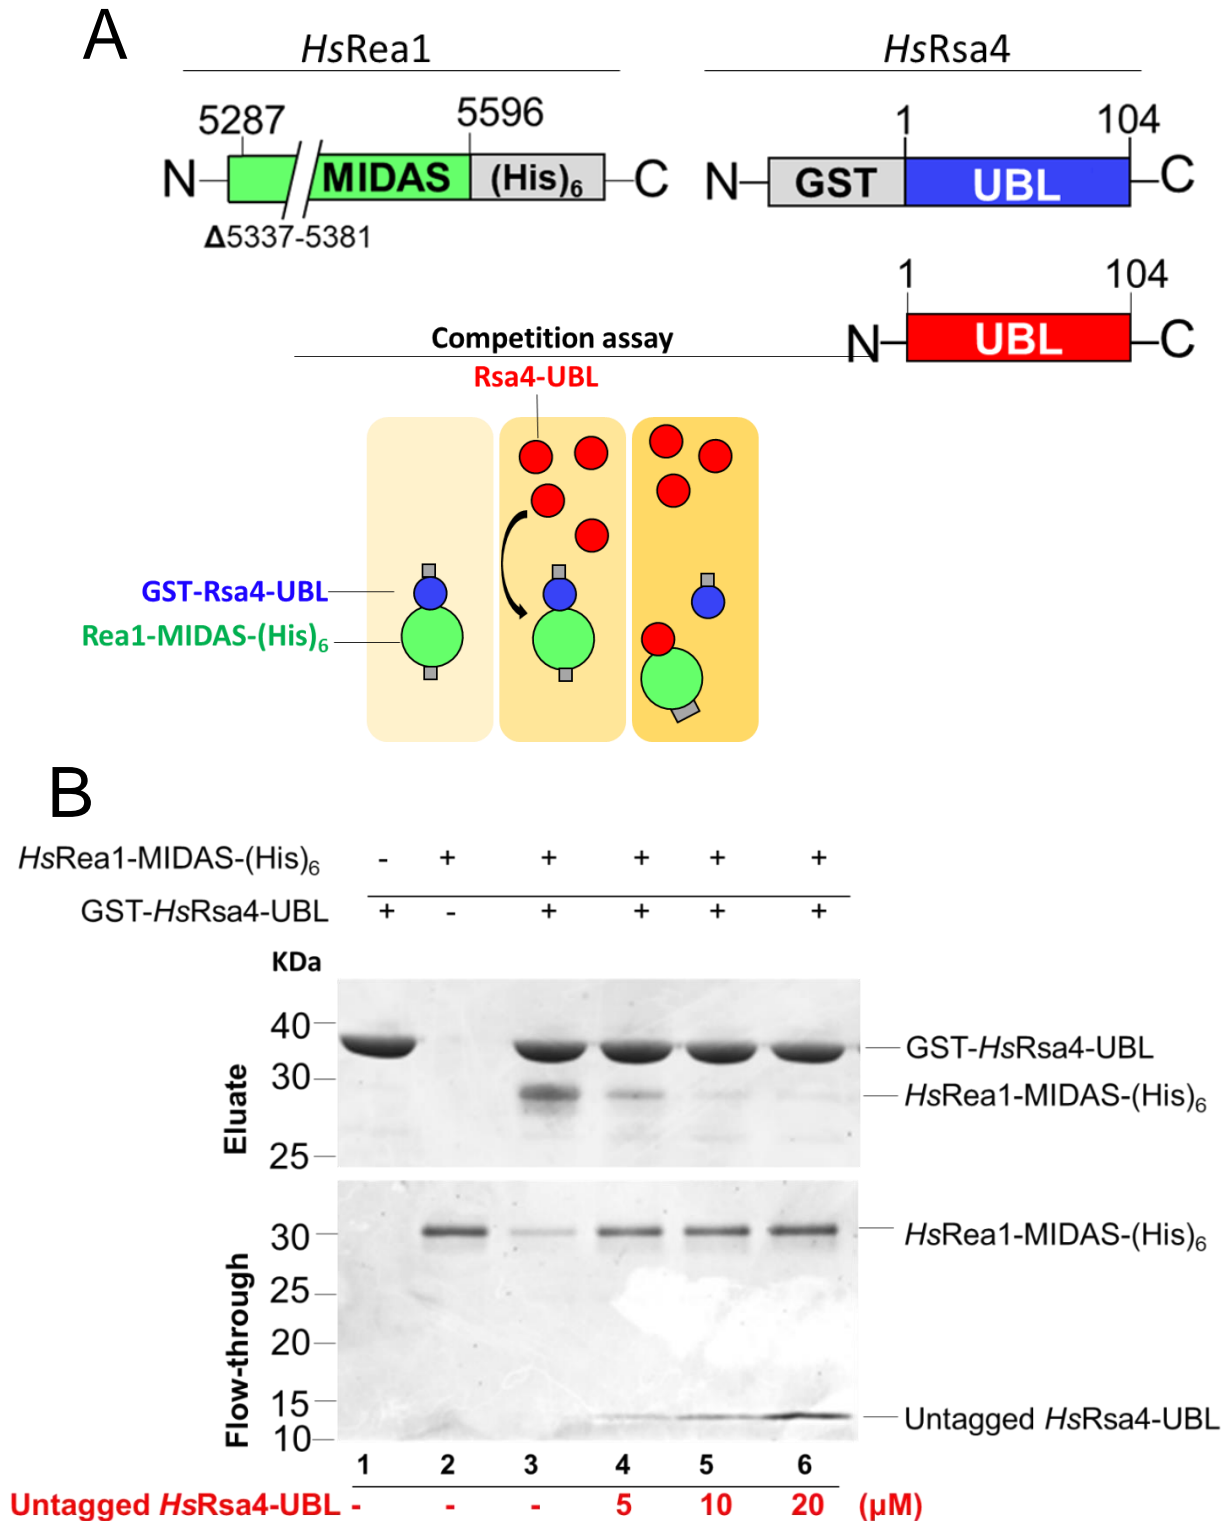 A
HsRea1
HsRsa4
5287
5596
1
104
N
MIDAS
(His)6
C
N
GST
UBL
C
Δ5337-5381
1
104
N
UBL
C
Competition assay
Rsa4-UBL
GST-Rsa4-UBL
Rea1-MIDAS-(His)6
B
HsRea1-MIDAS-(His)6 - + + + + +
GST-HsRsa4-UBL + - + + + +
KDa
40
30
25
Eluate
GST-HsRsa4-UBL
HsRea1-MIDAS-(His)6
30
25
20
15
10
Flow-through
HsRea1-MIDAS-(His)6
Untagged HsRsa4-UBL
1 2 3 4 5 6
Untagged HsRsa4-UBL - - - 5 10 20 (µM)